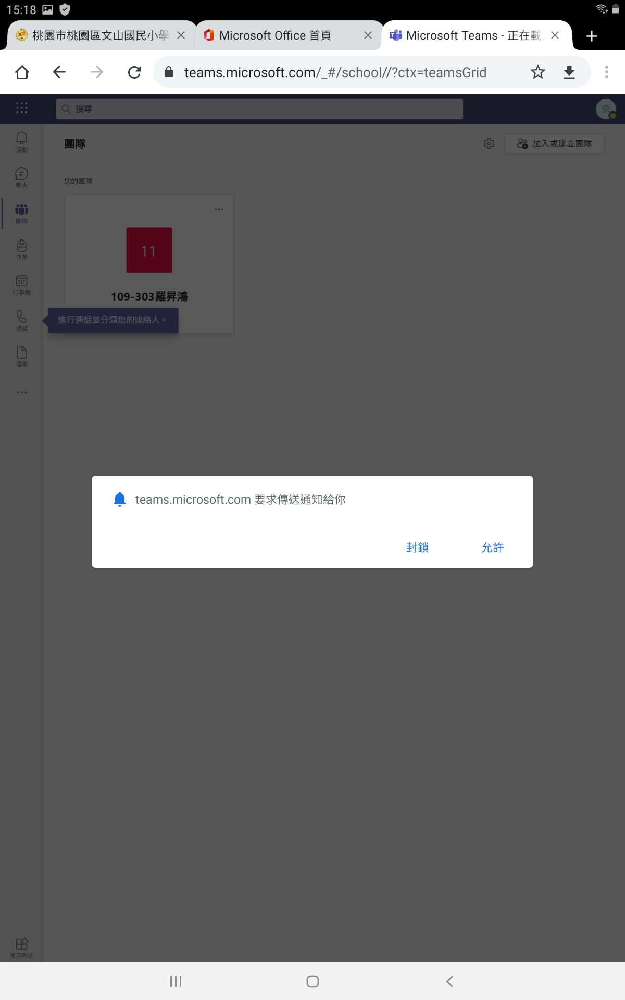 15:18
桃園市桃園區文山國民小學
Microsoft Office 首頁
Microsoft Teams - 正在載
teams.microsoft.com/_#/school//?ctx=teamsGrid
搜尋
侯
活動
聊天
團隊
作業
行事曆
通話
檔案
團隊
加入或建立團隊
您的團隊
11
109-303羅昇鴻
進行通話並分類您的連絡人。
teams.microsoft.com 要求傳送通知給你
封鎖
允許
應用程式